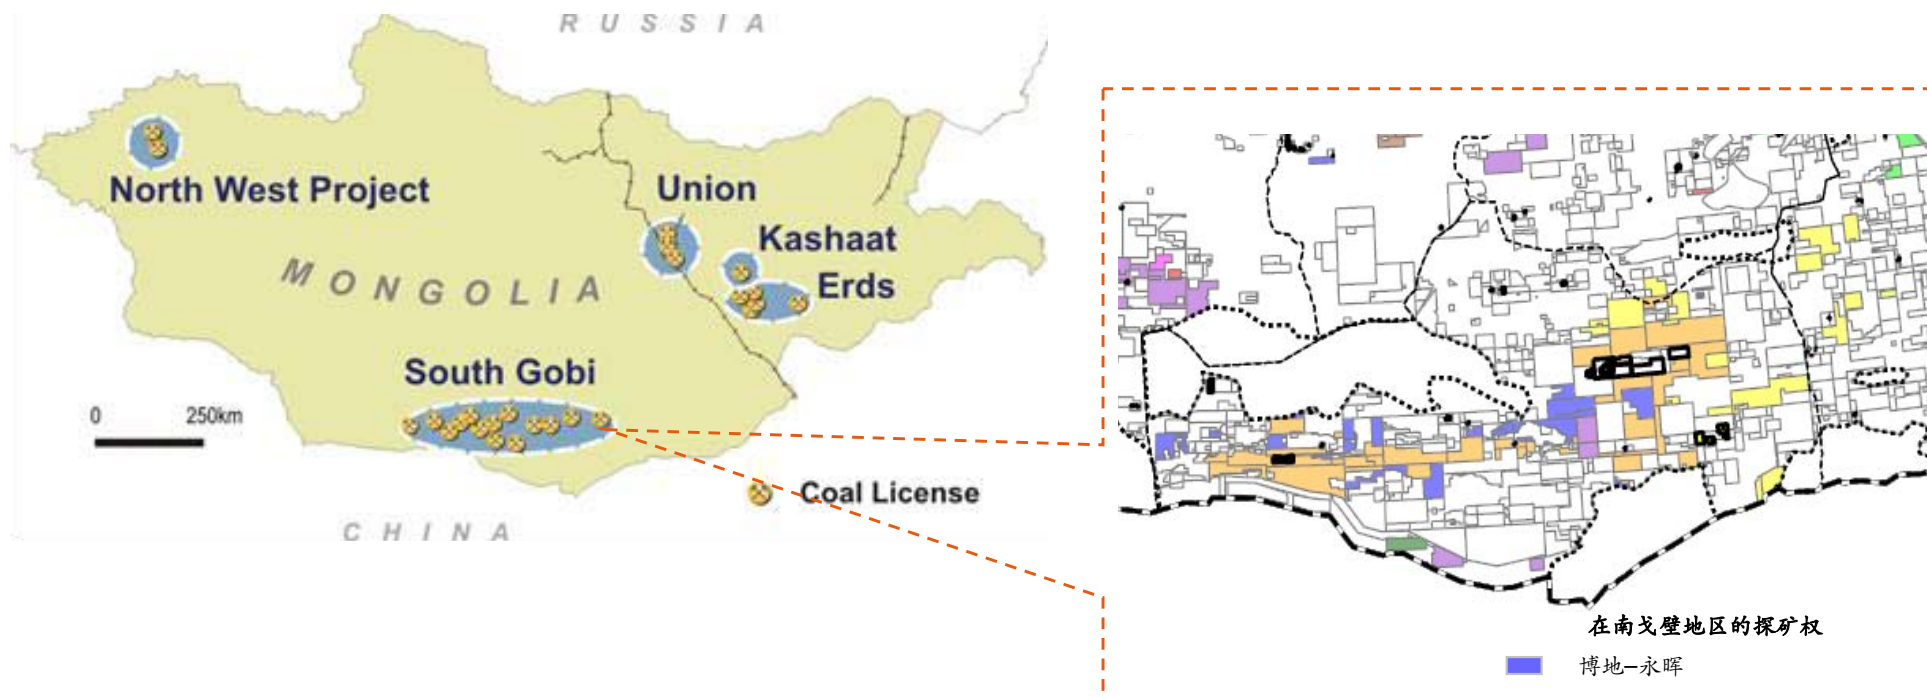 RUSSIA
North West Project
Union
Kashaat
MONGOLIA
Erds
South Gobi
0 250km
Coal License
CHINA
在南戈壁地区的探矿权
博地-永晖